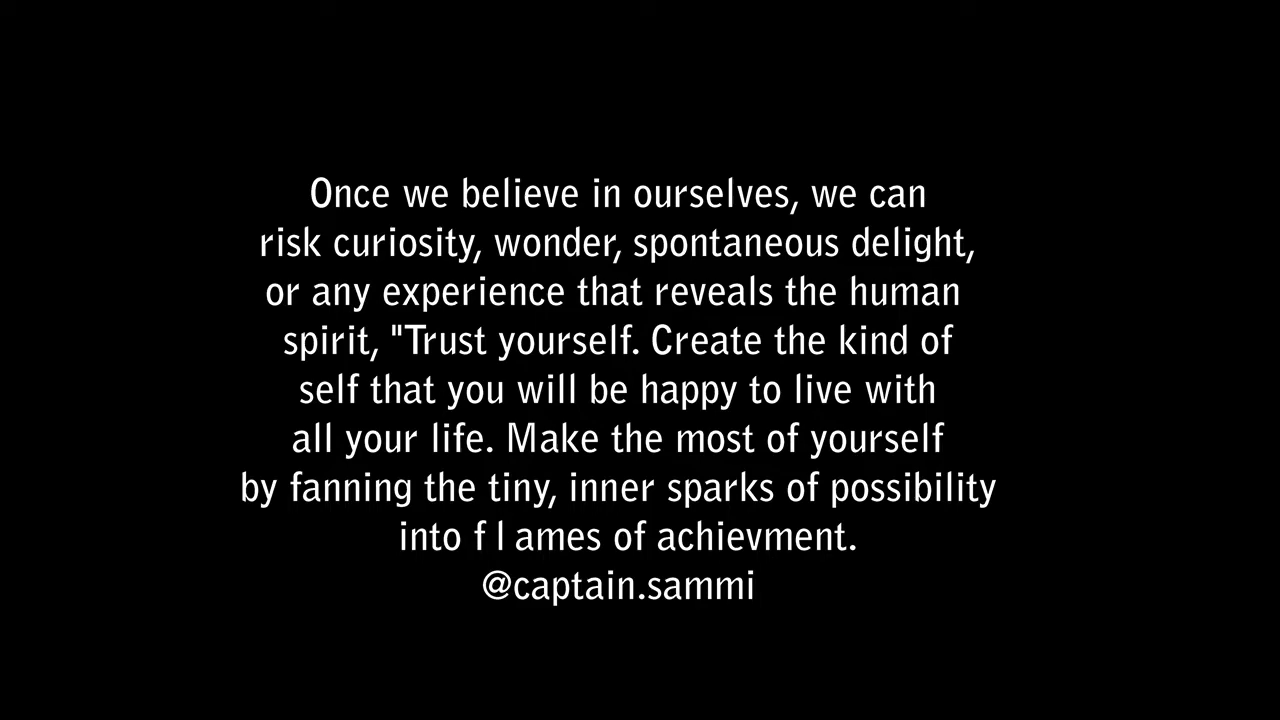 Once we believe in ourselves, we can
risk curiosity, wonder, spontaneous delight,
or any experience that reveals the human
spirit, "Trust yourself. Create the kind of
self that you will be happy to live with
all your life. Make the most of yourself
by fanning the tiny, inner sparks of possibility
into f l ames of achievment.
@captain.sammi